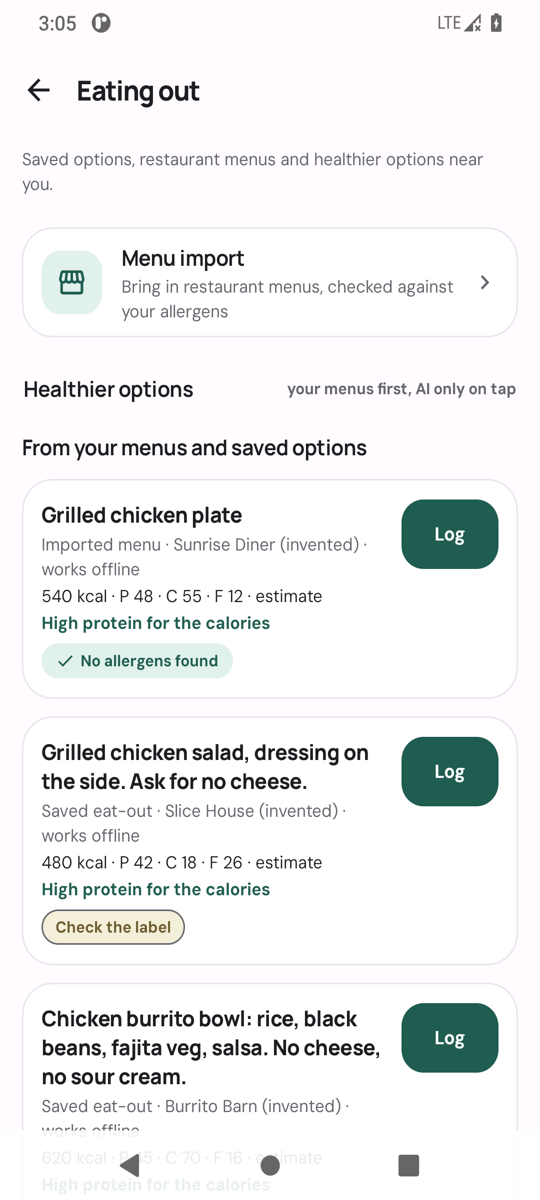 3:05
LTE
Eating out
Saved options, restaurant menus and healthier options near
you.
Menu import
Bring in restaurant menus, checked against
your allergens
Healthier options
your menus first, AI only on tap
From your menus and saved options
Grilled chicken plate
Log
Imported menu · Sunrise Diner (invented) ·
works offline
540 kcal · P 48 · C 55 · F 12 · estimate
High protein for the calories
No allergens found
Grilled chicken salad, dressing on
the side. Ask for no cheese.
Log
Saved eat-out · Slice House (invented) ·
works offline
480 kcal · P 42 · C 18 · F 26 · estimate
High protein for the calories
Check the label
Chicken burrito bowl: rice, black
beans, fajita veg, salsa. No cheese,
no sour cream.
Log
Saved eat-out · Burrito Barn (invented) ·
works offline
620 kcal · C 70 · F 16 ·
High protein for the calories